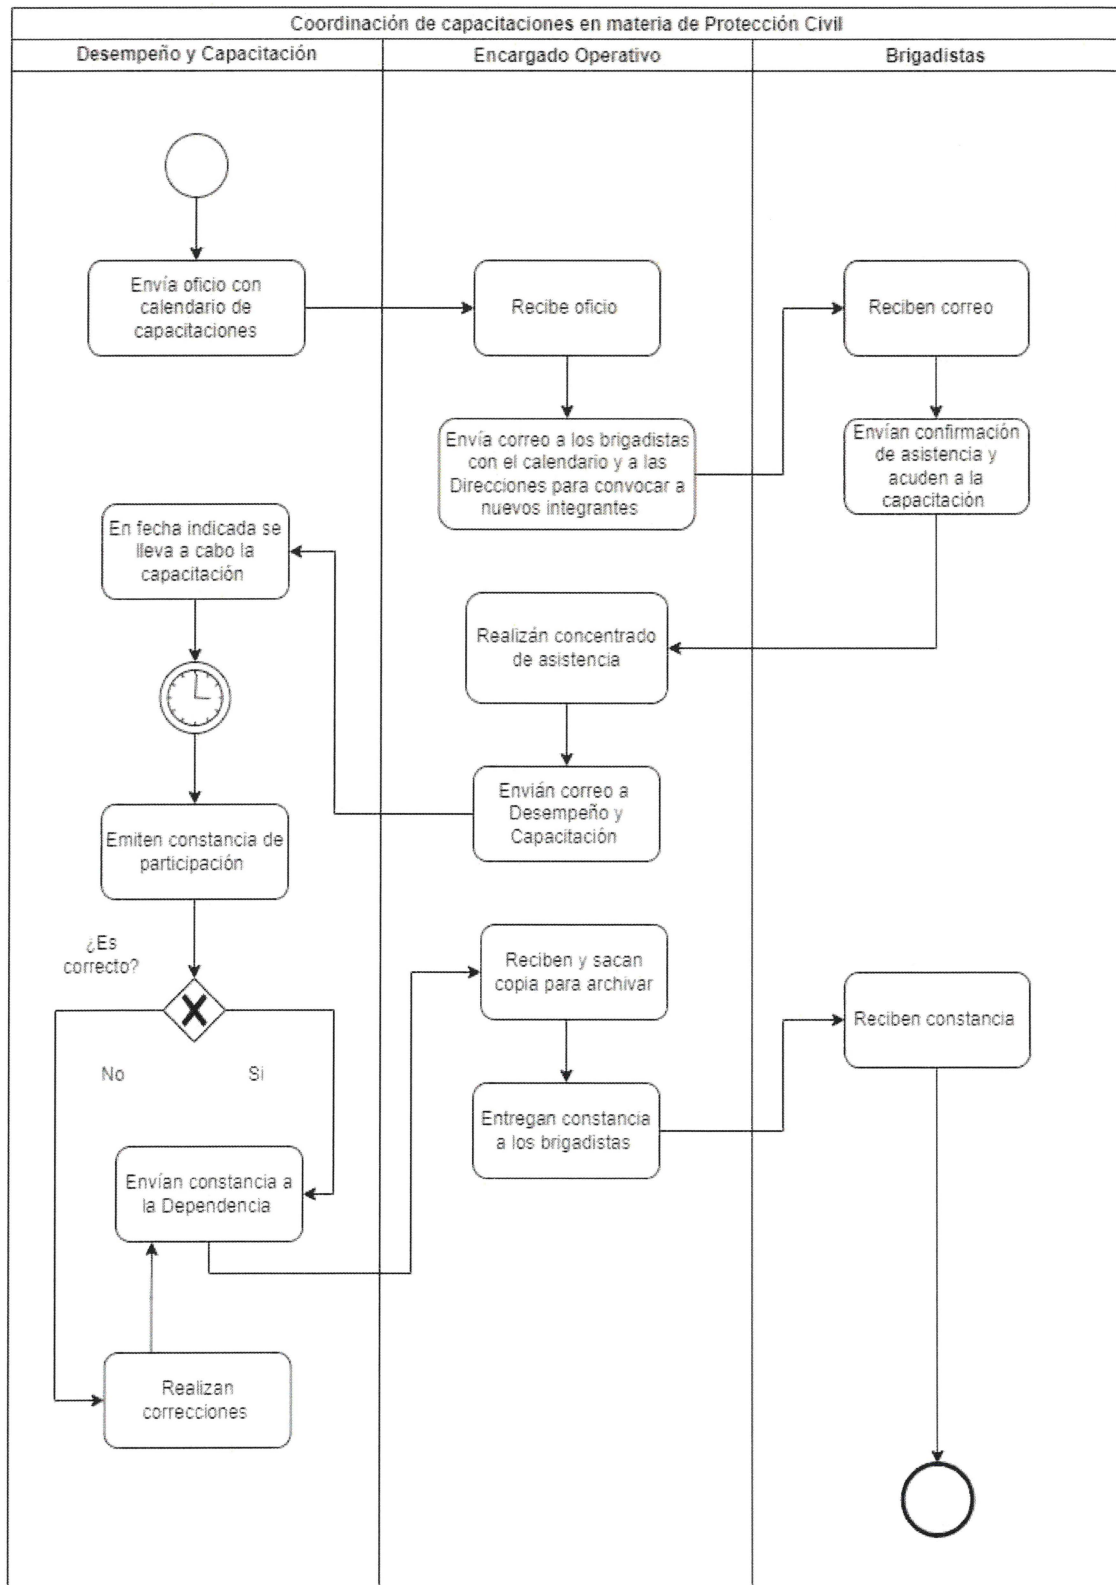 Coordinación de capacitaciones en materia de Protección Civil
Desempeño y Capacitación
Encargado Operativo
Brigadistas
Envía oficio con
calendario de
capacitaciones
Recibe oficio
Reciben correo
Envía correo a los brigadistas
con el calendario y a las
Direcciones para convocar a
nuevos integrantes
Envían confirmación
de asistencia y
acuden a la
capacitación
En fecha indicada se
lleva a cabo la
capacitación
Realizán concentrado
de asistencia
Envián correo a
Desempeño y
Capacitación
Emiten constancia de
participación
¿Es
correcto?
No
Si
Reciben y sacan
copia para archivar
Reciben constancia
Entregan constancia
a los brigadistas
Envían constancia a
la Dependencia
Realizan
correcciones